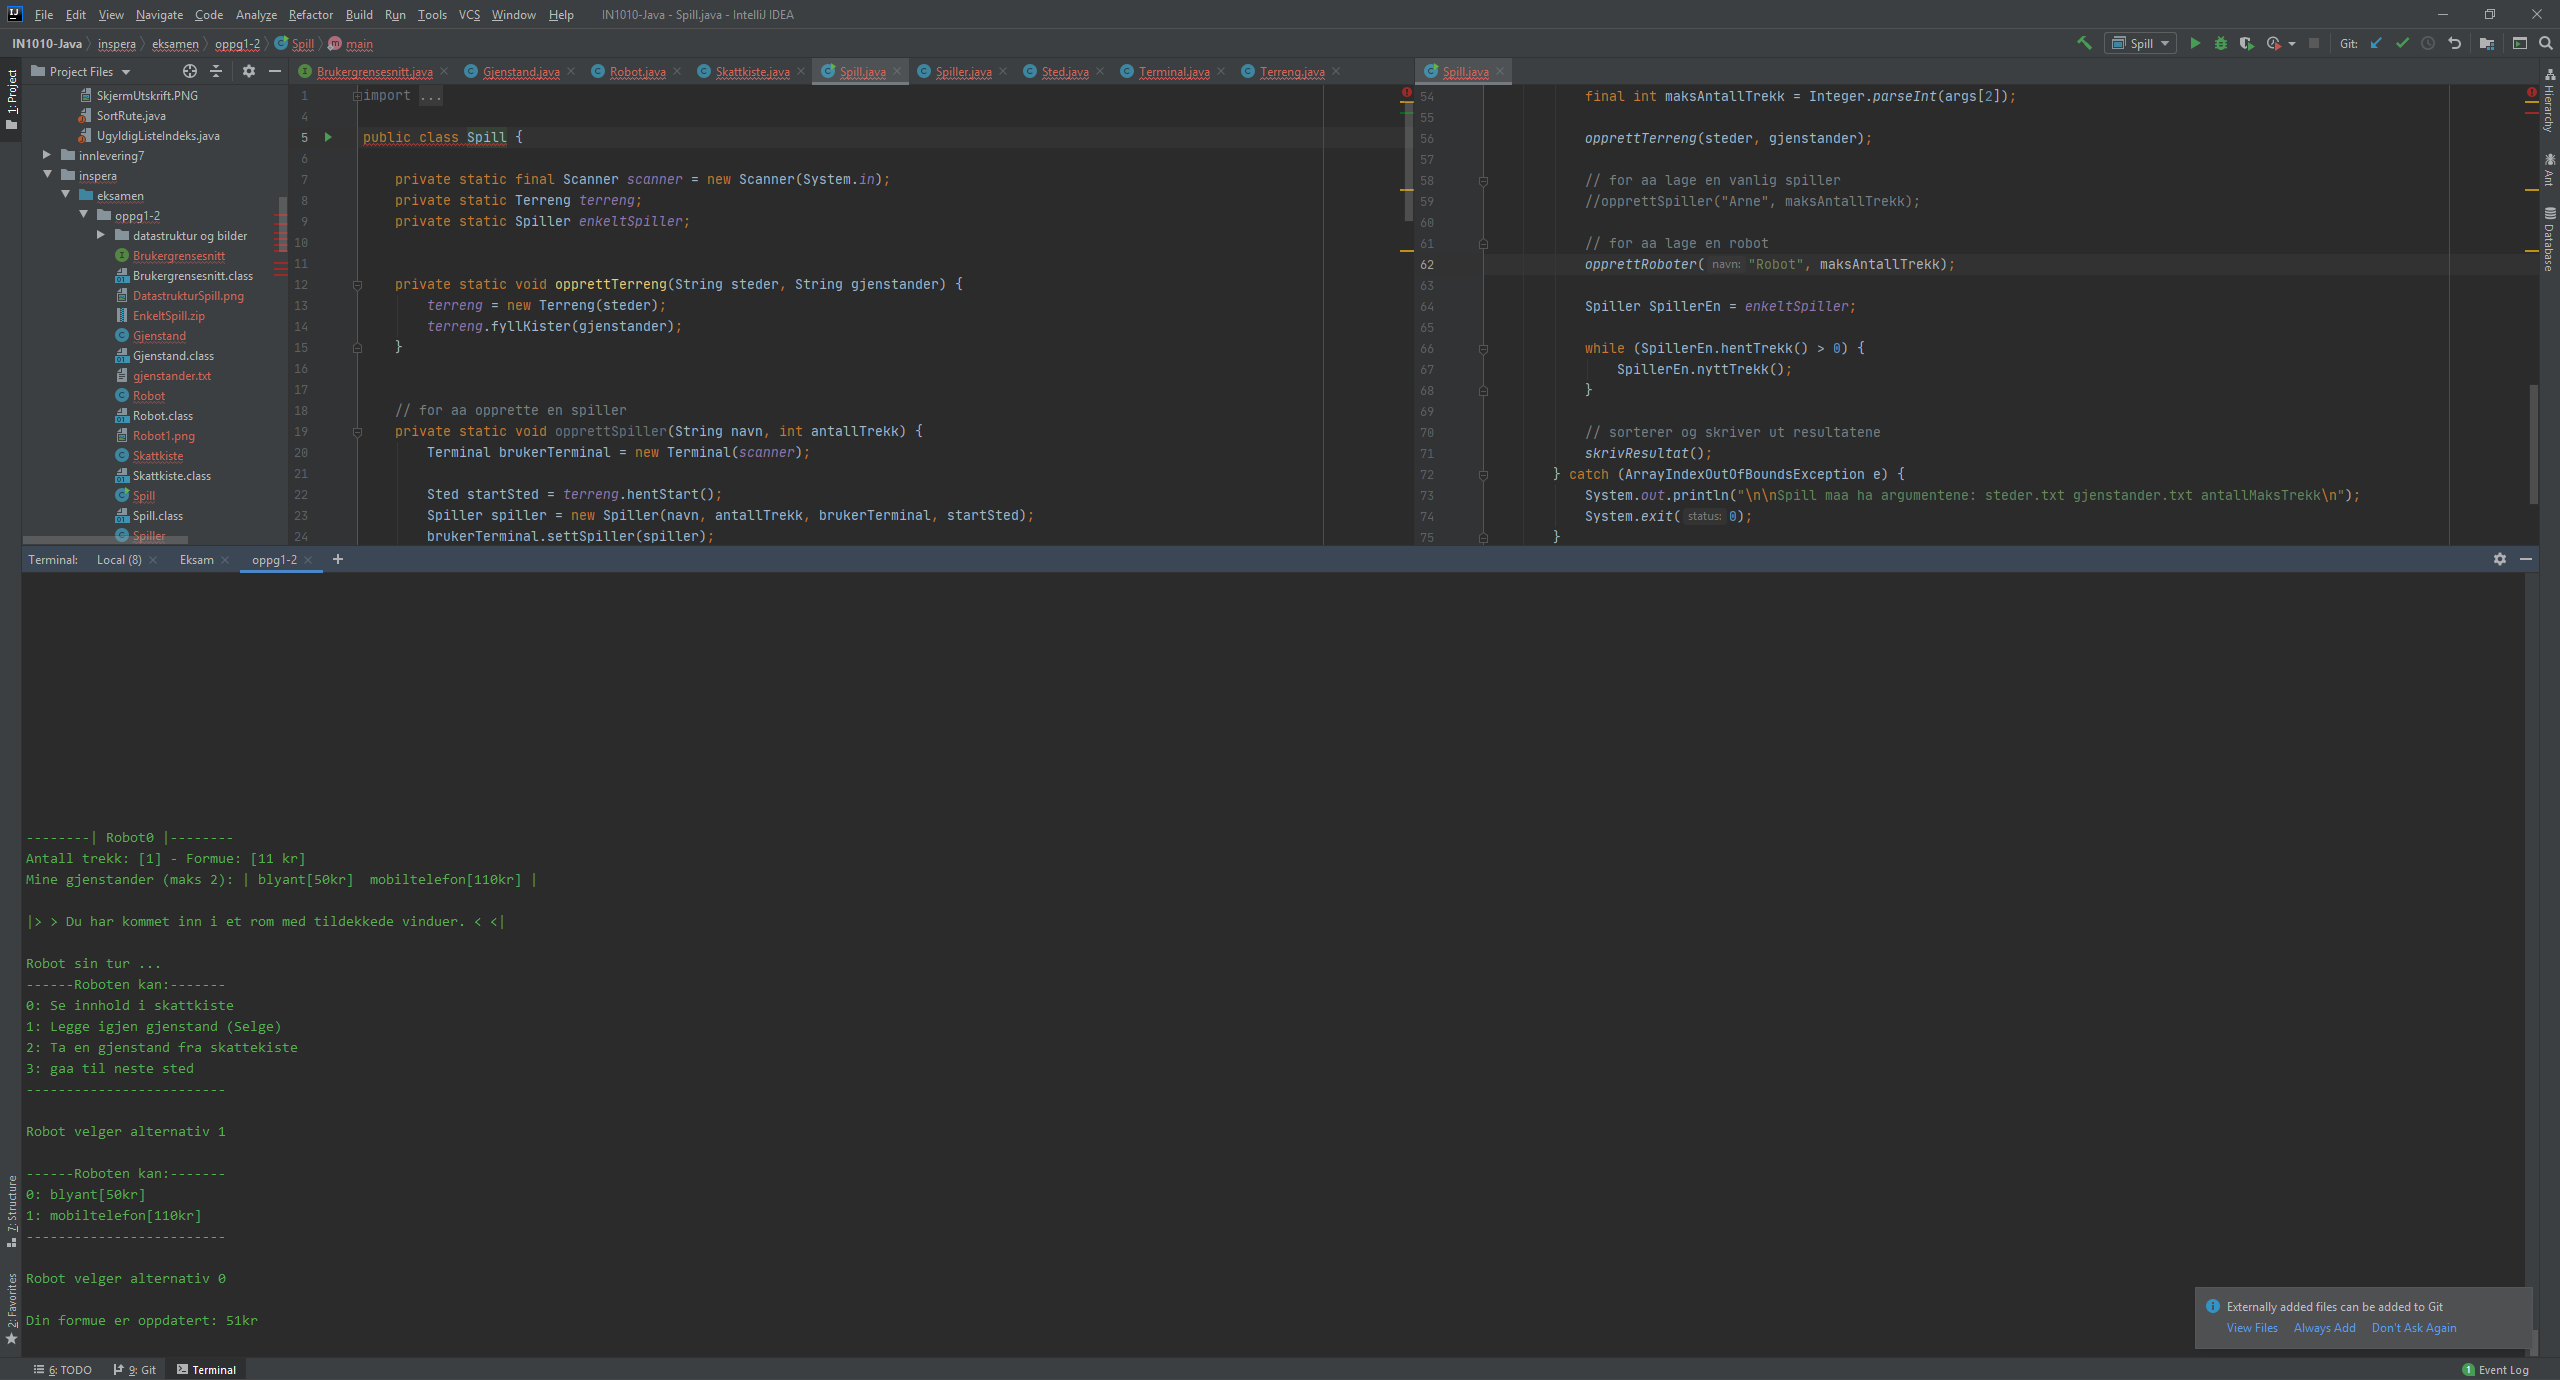 File Edit View Navigate Code Analyze Refactor Build Run Tools VCS Window Help IN1010-Java - Spill.java - IntelliJ IDEA
IN1010-Java inspera eksamen oppg1-2 Spill main Spill Git:
Project Files
1: Project
SkjermUtskrift.PNG
SortRute.java
UgyldigListeIndeks.java
innlevering7
inspera
eksamen
oppg1-2
datastruktur og bilder
Brukergrensesnitt
Brukergrensesnitt.class
DatastrukturSpill.png
EnkeltSpill.zip
Gjenstand
Gjenstand.class
gjenstander.txt
Robot
Robot.class
Robot1.png
Skattkiste
Skattkiste.class
Spill
Spill.class
Spiller
Brukergrensesnitt.java Gjenstand.java Robot.java Skattkiste.java Spill.java Spiller.java Sted.java Terminal.java Terreng.java
1 import ...
4
5 public class Spill {
6
7 private static final Scanner scanner = new Scanner(System.in);
8 private static Terreng terreng;
9 private static Spiller enkeltSpiller;
10
11
12 private static void opprettTerreng(String steder, String gjenstander) {
13 terreng = new Terreng(steder);
14 terreng.fyllKister(gjenstander);
15 }
16
17
18 // for aa opprette en spiller
19 private static void opprettSpiller(String navn, int antallTrekk) {
20 Terminal brukerTerminal = new Terminal(scanner);
21
22 Sted startSted = terreng.hentStart();
23 Spiller spiller = new Spiller(navn, antallTrekk, brukerTerminal, startSted);
24 brukerTerminal.settSpiller(spiller);
Spill.java
54 final int maksAntallTrekk = Integer.parseInt(args[2]);
55
56 opprettTerreng(steder, gjenstander);
57
58 // for aa lage en vanlig spiller
59 //opprettSpiller("Arne", maksAntallTrekk);
60
61 // for aa lage en robot
62 opprettRoboter( navn: "Robot", maksAntallTrekk);
63
64 Spiller SpillerEn = enkeltSpiller;
65
66 while (SpillerEn.hentTrekk() > 0) {
67 SpillerEn.nyttTrekk();
68 }
69
70 // sorterer og skriver ut resultatene
71 skrivResultat();
72 } catch (ArrayIndexOutOfBoundsException e) {
73 System.out.println("\n\nSpill maa ha argumentene: steder.txt gjenstander.txt antallMaksTrekk\n");
74 System.exit( status: 0);
75 }
Hierarchy
Ant
Database
Terminal: Local (8) Eksam oppg1-2 +
--------| Robot0 |--------
Antall trekk: [1] - Formue: [11 kr]
Mine gjenstander (maks 2): | blyant[50kr]  mobiltelefon[110kr] |
|> > Du har kommet inn i et rom med tildekkede vinduer. < <|
Robot sin tur ...
------Roboten kan:-------
0: Se innhold i skattkiste
1: Legge igjen gjenstand (Selge)
2: Ta en gjenstand fra skattekiste
3: gaa til neste sted
-------------------------
Robot velger alternativ 1
------Roboten kan:-------
0: blyant[50kr]
1: mobiltelefon[110kr]
-------------------------
Robot velger alternativ 0
Din formue er oppdatert: 51kr
7: Structure
2: Favorites
Externally added files can be added to Git
View Files Always Add Don't Ask Again
6: TODO 9: Git Terminal 1 Event Log